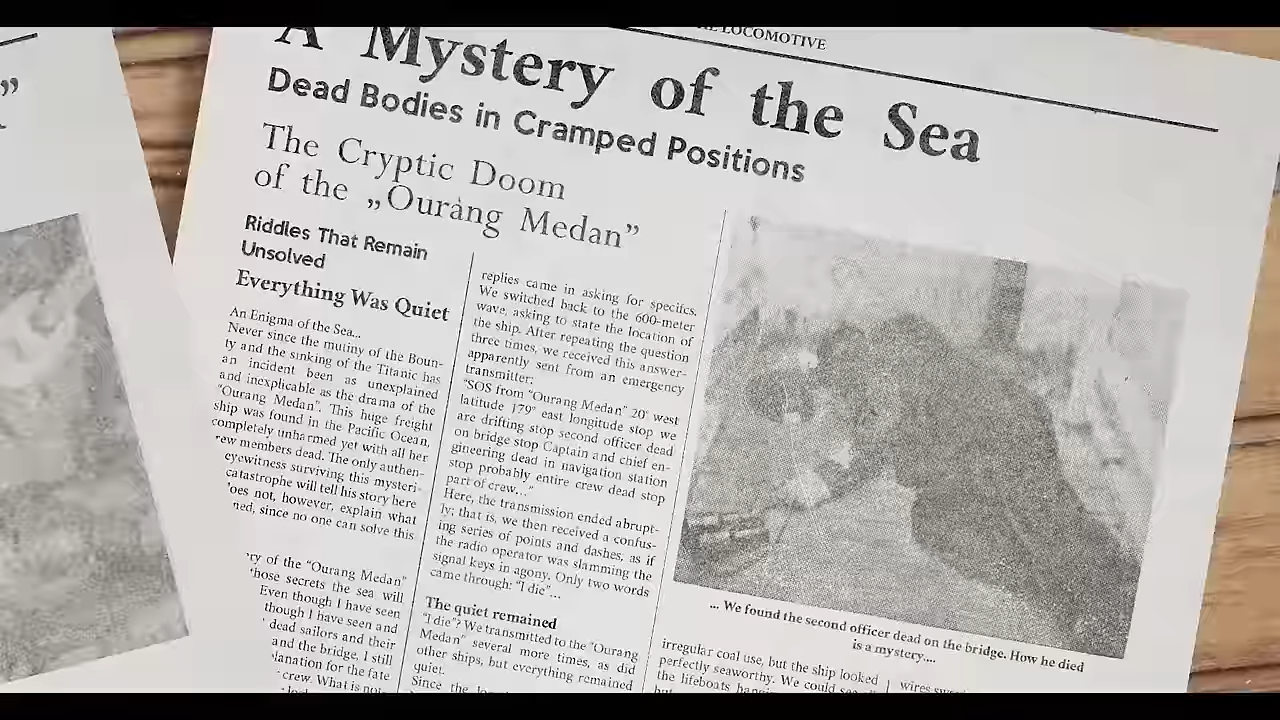 LOCOMOTIVE
A Mystery of the Sea
Dead Bodies in Cramped Positions
The Cryptic Doom
of the „Ourang Medan”
Riddles That Remain
Unsolved
Everything Was Quiet
An Enigma of the Sea...
Never since the mutiny of the Boun-
ty and the sinking of the Titanic has
an incident been as unexplained
and inexplicable as the drama of the
"Ourang Medan". This huge freight
ship was found in the Pacific Ocean,
completely unharmed yet with all her
rew members dead. The only authen-
eyewitness surviving this mysteri-
catastrophe will tell his story here
'oes not, however, explain what
ned, since no one can solve this
ry of the “Ourang Medan”
hose secrets the sea will
Even though I have seen
though I have seen and
dead sailors and their
and the bridge, I still
lanation for the fate
crew. What is not
replies came in asking for specifcs.
We switched back to the 600-meter
wave, asking to state the location of
the ship. After repeating the question
three times, we received this answer-
apparently sent from an emergency
transmitter:
"SOS from "Ourang Medan" 20° west
latitude 179° east longitude stop we
are drifting stop second officer dead
on bridge stop Captain and chief en-
gineering dead in navigation station
stop probably entire crew dead stop
part of crew..."
Here, the transmission ended abrupt-
ly; that is, we then received a confus-
ing series of points and dashes, as if
the radio operator was slamming the
signal keys in agony. Only two words
came through: "I die"...
The quiet remained
"I die"? We transmitted to the "Ourang
Medan" several more times, as did
other ships, but everything remained
quiet.
Since the
... We found the second officer dead on the bridge. How he died
is a mystery....
irregular coal use, but the ship looked
perfectly seaworthy. We could
the lifeboats
but
wires